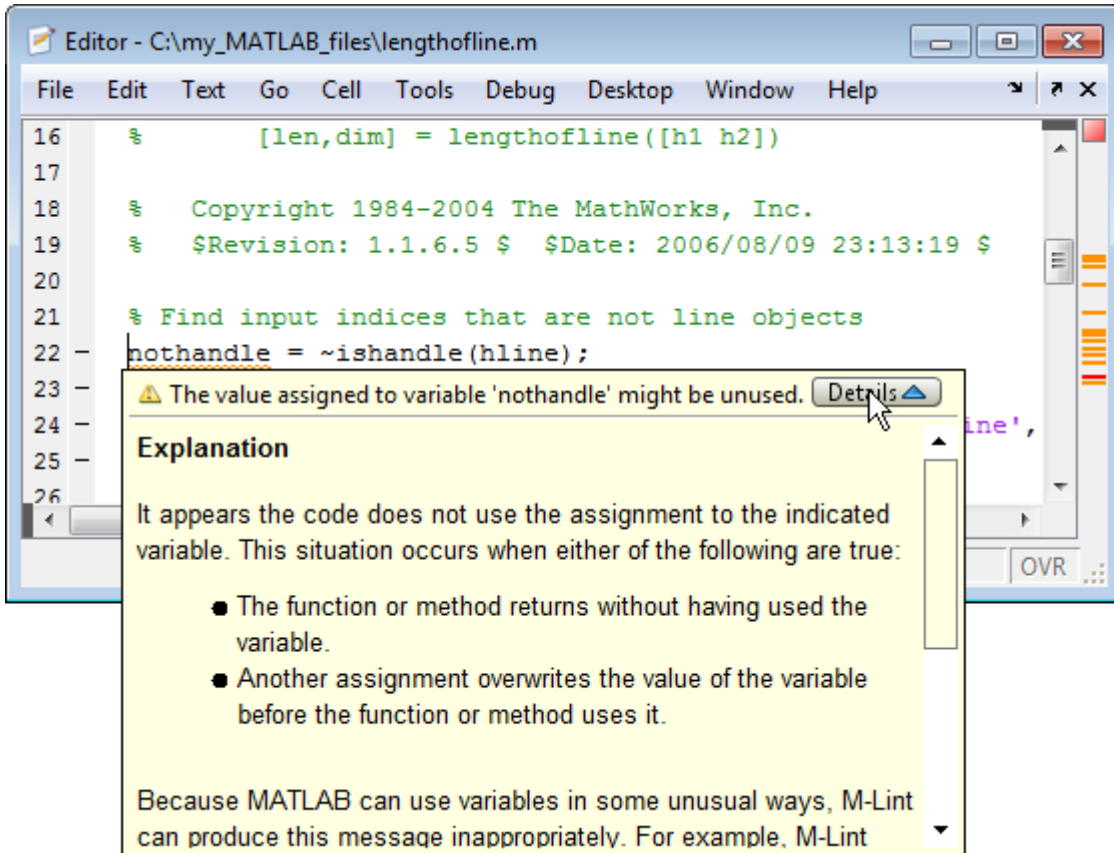 Editor - C:\my_MATLAB_files\lengthofline.m
File Edit Text Go Cell Tools Debug Desktop Window Help
16 % [len,dim] = lengthofline([h1 h2])
17
18 % Copyright 1984-2004 The MathWorks, Inc.
19 % $Revision: 1.1.6.5 $ $Date: 2006/08/09 23:13:19 $
20
21 % Find input indices that are not line objects
22 - nothandle = ~ishandle(hline);
23 -
The value assigned to variable 'nothandle' might be unused. Details
24 - ine',
25 -
26
Explanation
It appears the code does not use the assignment to the indicated
variable. This situation occurs when either of the following are true:
● The function or method returns without having used the
variable.
● Another assignment overwrites the value of the variable
before the function or method uses it.
Because MATLAB can use variables in some unusual ways, M-Lint
can produce this message inappropriately. For example, M-Lint
OVR